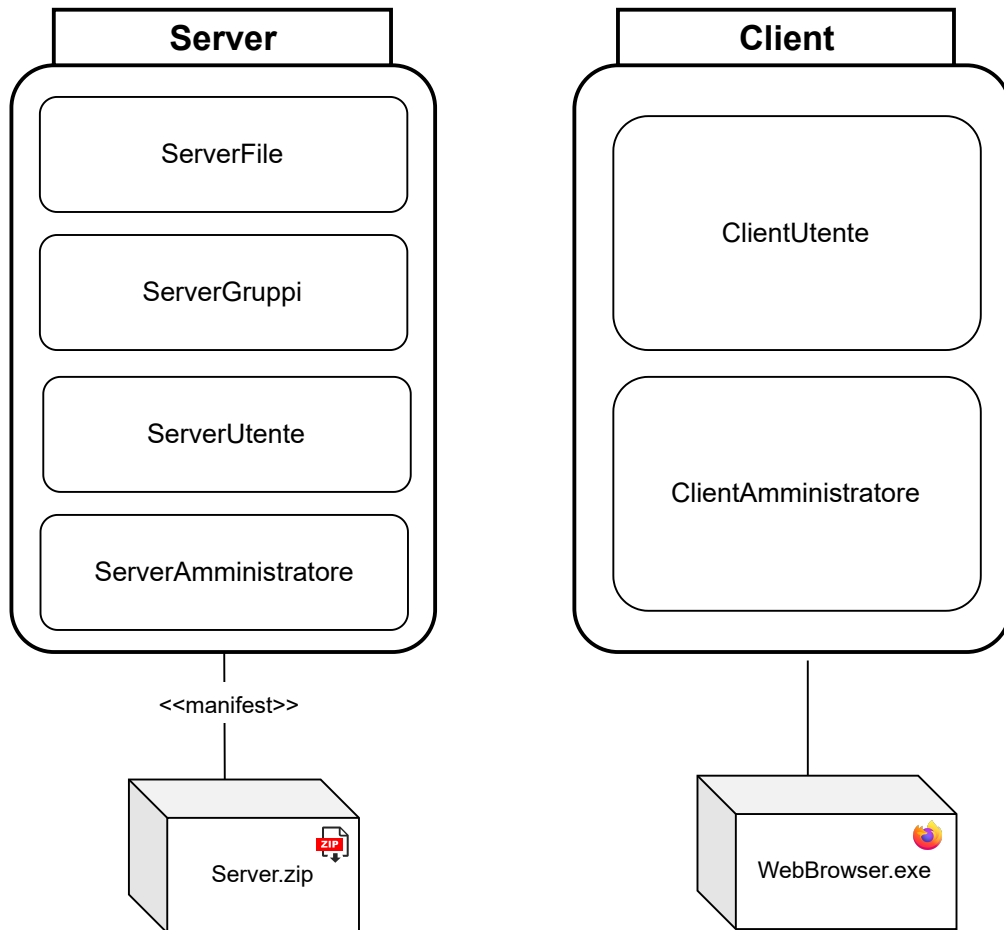 Server
Client
ServerFile
ServerGruppi
ServerUtente
ServerAmministratore
ClientUtente
ClientAmministratore
<<manifest>>
ZIP
Server.zip
WebBrowser.exe